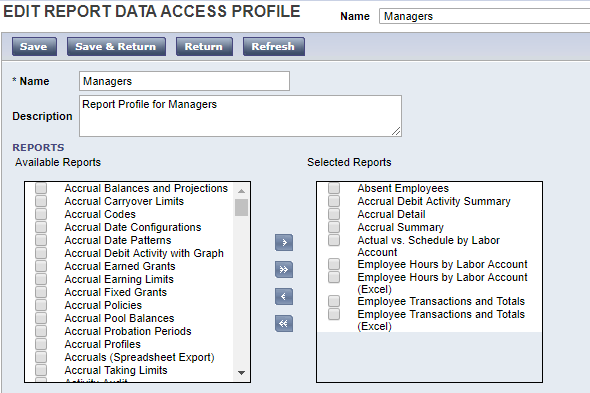 EDIT REPORT DATA ACCESS PROFILE
Name Managers
Save Save & Return Return Refresh
* Name Managers
Description Report Profile for Managers
REPORTS
Available Reports Selected Reports
Accrual Balances and Projections
Accrual Carryover Limits
Accrual Codes
Accrual Date Configurations
Accrual Date Patterns
Accrual Debit Activity with Graph
Accrual Earned Grants
Accrual Earning Limits
Accrual Fixed Grants
Accrual Policies
Accrual Pool Balances
Accrual Probation Periods
Accrual Profiles
Accruals (Spreadsheet Export)
Accrual Taking Limits
Activity Audit
Absent Employees
Accrual Debit Activity Summary
Accrual Detail
Accrual Summary
Actual vs. Schedule by Labor
Account
Employee Hours by Labor Account
Employee Hours by Labor Account
(Excel)
Employee Transactions and Totals
Employee Transactions and Totals
(Excel)